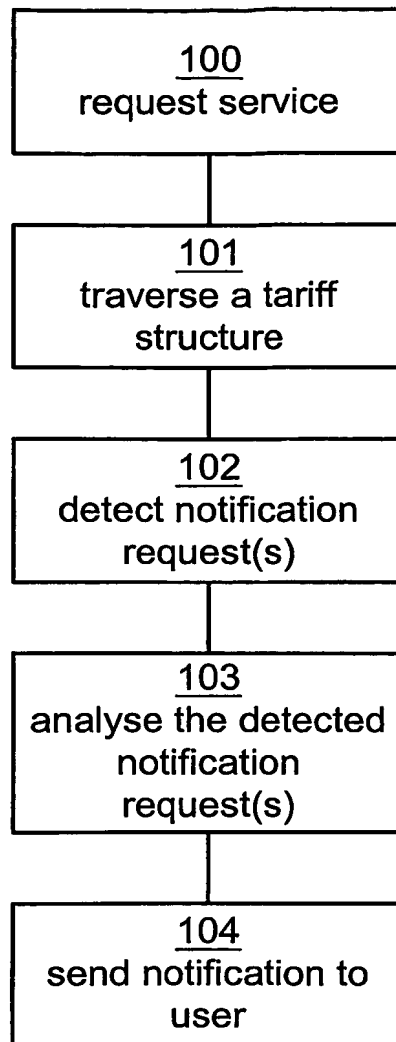 100
request service
101
traverse a tariff
structure
102
detect notification
request(s)
103
analyse the detected
notification
request(s)
104
send notification to
user